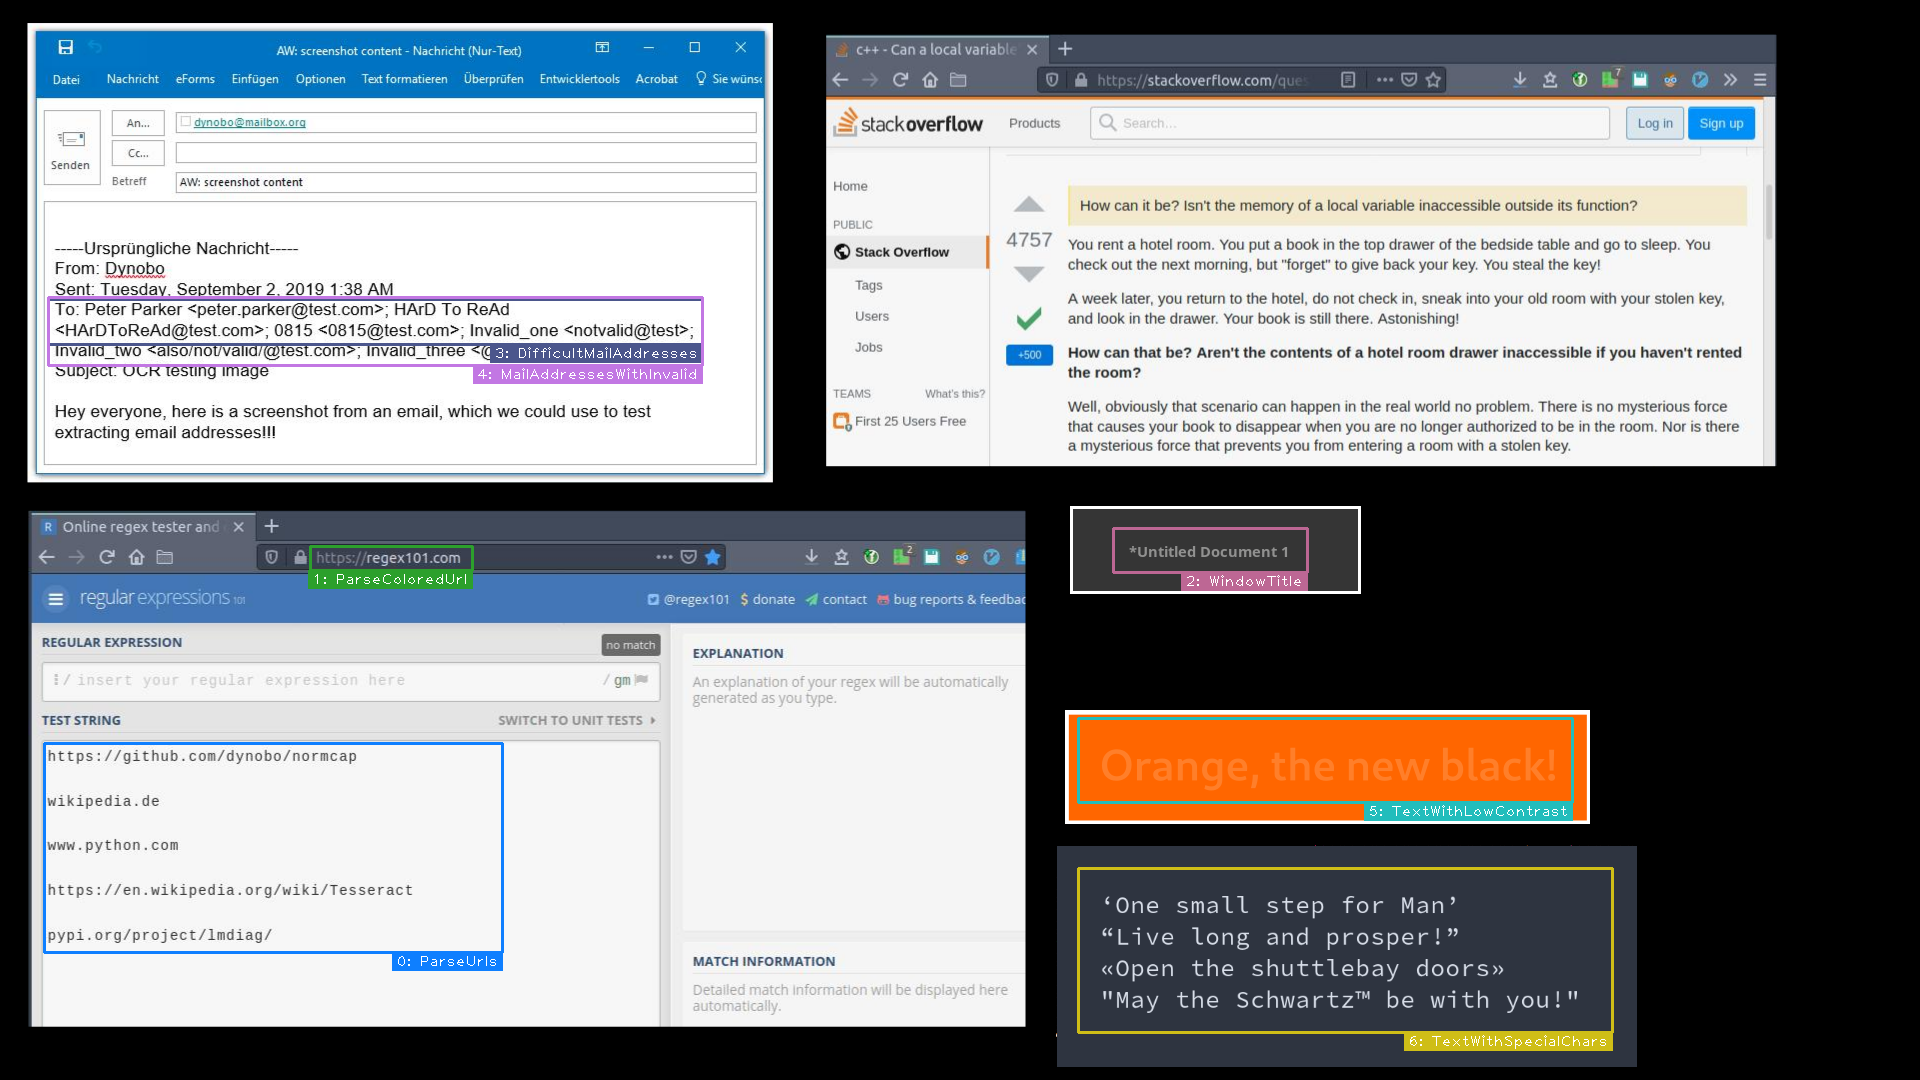 AW: screenshot content - Nachricht (Nur-Text)
Datei Nachricht eForms Einfügen Optionen Text formatieren Überprüfen Entwicklertools Acrobat Sie wünsc
Senden
An... dynobo@mailbox.org
Cc...
Betreff AW: screenshot content
-----Ursprüngliche Nachricht-----
From: Dynobo
Sent: Tuesday, September 2, 2019 1:38 AM
To: Peter Parker <peter.parker@test.com>; HArD To ReAd
<HArDToReAd@test.com>; 0815 <0815@test.com>; Invalid_one <notvalid@test>;
Invalid_two <also/not/valid/@test.com>; Invalid_three <@
3: DifficultMailAddresses
4: MailAddressesWithInvalid
Subject: OCR testing image
Hey everyone, here is a screenshot from an email, which we could use to test
extracting email addresses!!!
c++ - Can a local variable
https://stackoverflow.com/ques
7
stackoverflow Products Search... Log in Sign up
Home
PUBLIC
Stack Overflow
Tags
Users
Jobs
TEAMS What's this?
First 25 Users Free
4757
+500
How can it be? Isn't the memory of a local variable inaccessible outside its function?
You rent a hotel room. You put a book in the top drawer of the bedside table and go to sleep. You
check out the next morning, but "forget" to give back your key. You steal the key!
A week later, you return to the hotel, do not check in, sneak into your old room with your stolen key,
and look in the drawer. Your book is still there. Astonishing!
How can that be? Aren't the contents of a hotel room drawer inaccessible if you haven't rented
the room?
Well, obviously that scenario can happen in the real world no problem. There is no mysterious force
that causes your book to disappear when you are no longer authorized to be in the room. Nor is there
a mysterious force that prevents you from entering a room with a stolen key.
R Online regex tester and
https://regex101.com
2
1: ParseColoredUrl
regular expressions 101 @regex101 $ donate contact bug reports & feedbac
REGULAR EXPRESSION no match
/ insert your regular expression here / gm
TEST STRING SWITCH TO UNIT TESTS
https://github.com/dynobo/normcap
wikipedia.de
www.python.com
https://en.wikipedia.org/wiki/Tesseract
pypi.org/project/lmdiag/
0: ParseUrls
EXPLANATION
An explanation of your regex will be automatically
generated as you type.
MATCH INFORMATION
Detailed match information will be displayed here
automatically.
*Untitled Document 1
2: WindowTitle
Orange, the new black!
5: TextWithLowContrast
‘One small step for Man’
“Live long and prosper!”
«Open the shuttlebay doors»
"May the Schwartz™ be with you!"
6: TextWithSpecialChars